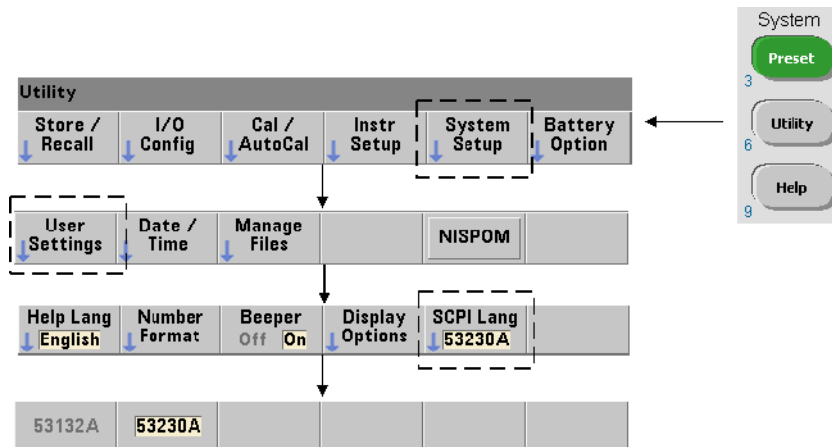 System
Preset
3
Utility
6
Help
9
Utility
Store / Recall
I/O Config
Cal / AutoCal
Instr Setup
System Setup
Battery Option
User Settings
Date / Time
Manage Files
NISPOM
Help Lang English
Number Format
Beeper Off On
Display Options
SCPI Lang 53230A
53132A
53230A